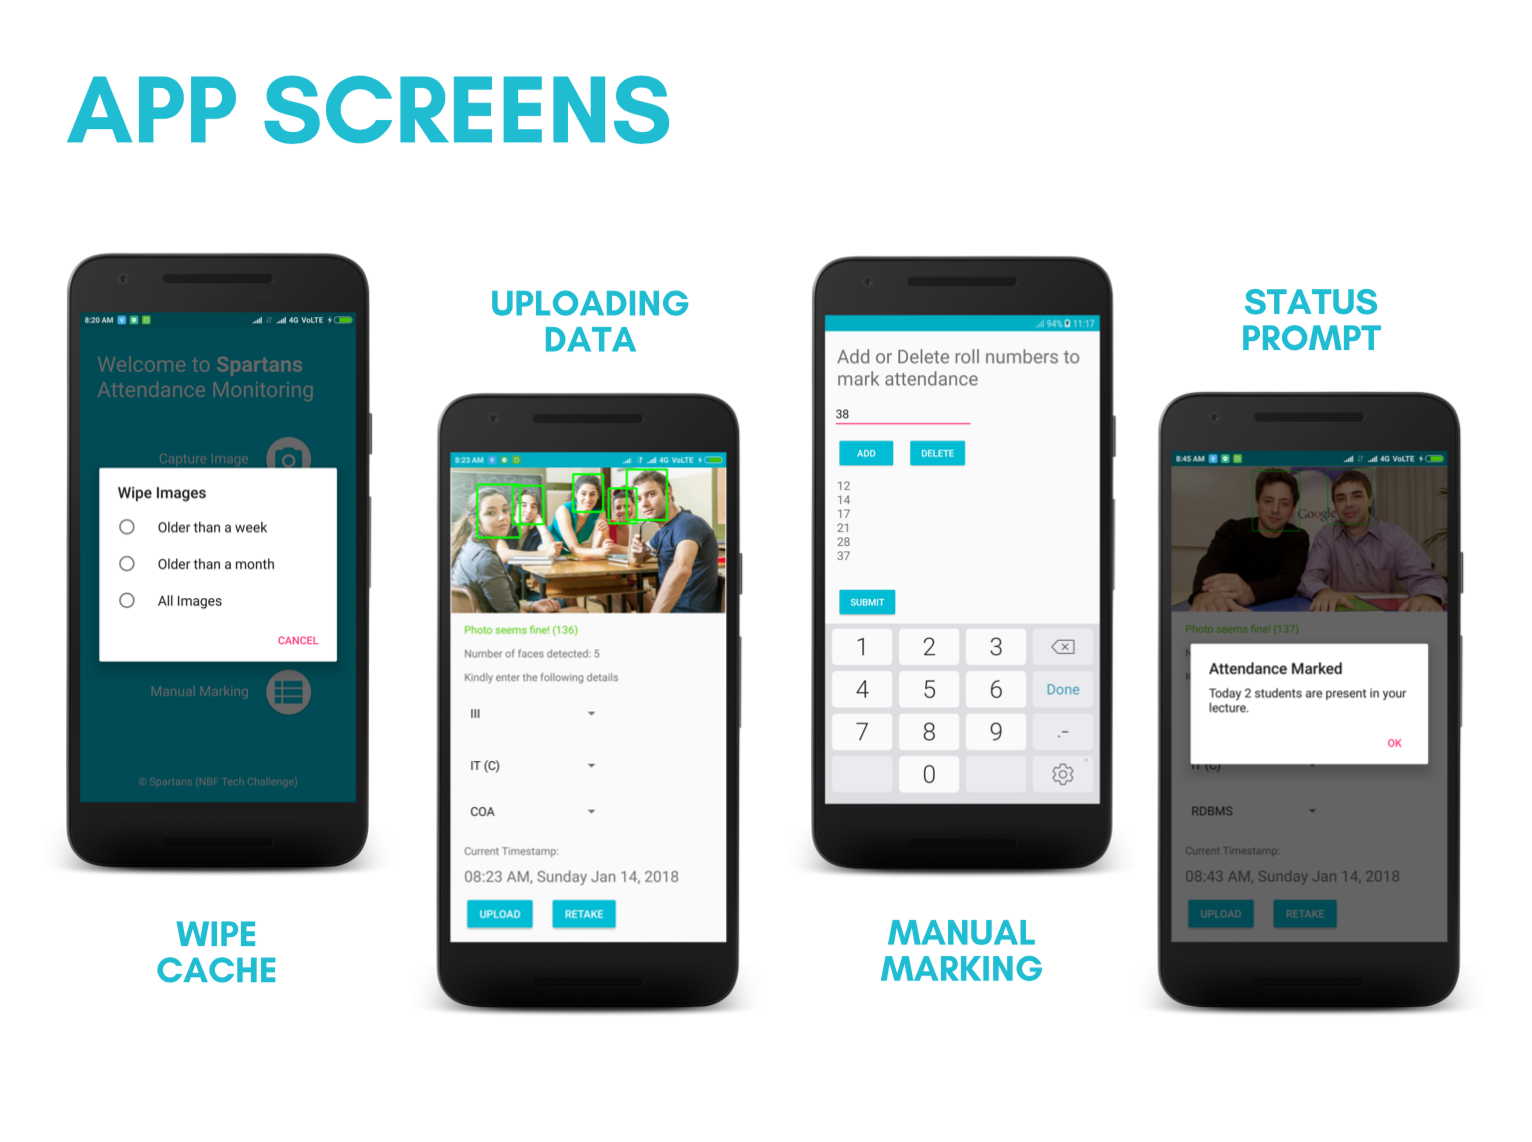 APP SCREENS
8:20 AM
4G VoLTE
Welcome to Spartans
Attendance Monitoring
Capture Image
Wipe Images
Older than a week
Older than a month
All Images
CANCEL
Manual Marking
© Spartans (NBF Tech Challenge)
WIPE
CACHE
UPLOADING
DATA
8:23 AM
4G VoLTE
Photo seems fine! (136)
Number of faces detected: 5
Kindly enter the following details
III
IT (C)
COA
Current Timestamp:
08:23 AM, Sunday Jan 14, 2018
UPLOAD RETAKE
94% 11:17
Add or Delete roll numbers to
mark attendance
38
ADD DELETE
12
14
17
21
28
37
SUBMIT
1 2 3
4 5 6 Done
7 8 9 .-
0
MANUAL
MARKING
STATUS
PROMPT
8:45 AM
4G VoLTE
Google
Photo seems fine! (137)
N
K
Attendance Marked
Today 2 students are present in your
lecture.
OK
IT (C)
RDBMS
Current Timestamp:
08:43 AM, Sunday Jan 14, 2018
UPLOAD RETAKE